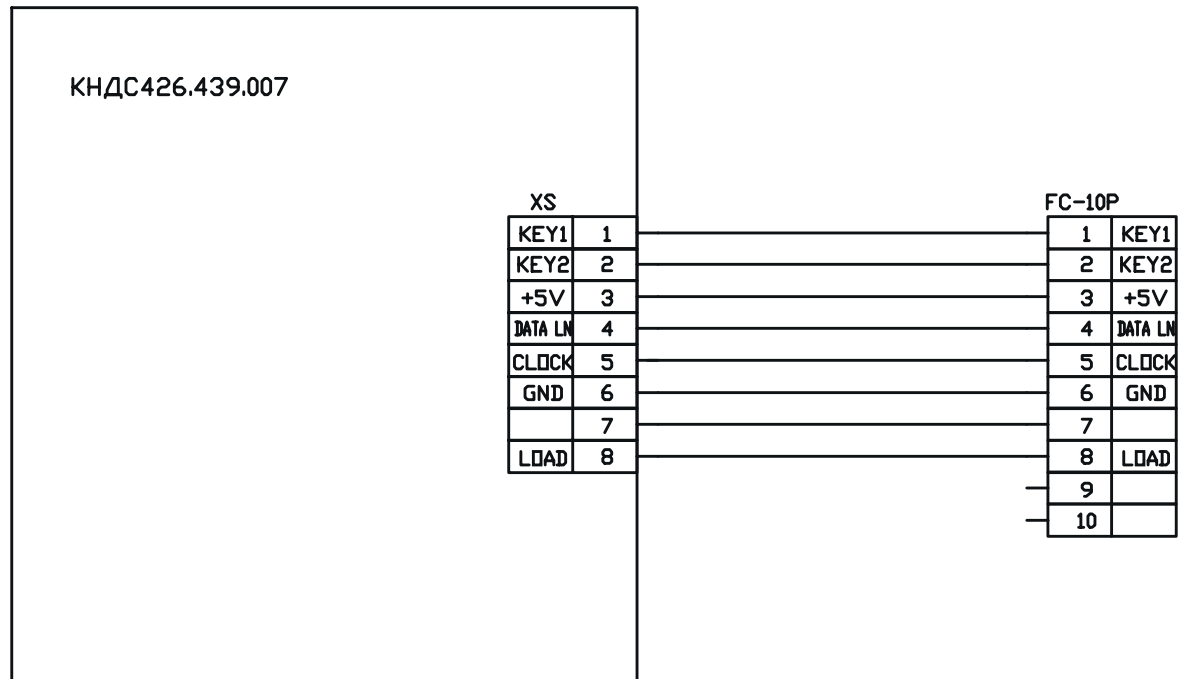 КНДС426.439.007
XS FC-10P
KEY1 1 1 KEY1
KEY2 2 2 KEY2
+5V 3 3 +5V
DATA LN 4 4 DATA LN
CLOCK 5 5 CLOCK
GND 6 6 GND
7 7
LOAD 8 8 LOAD
9
10